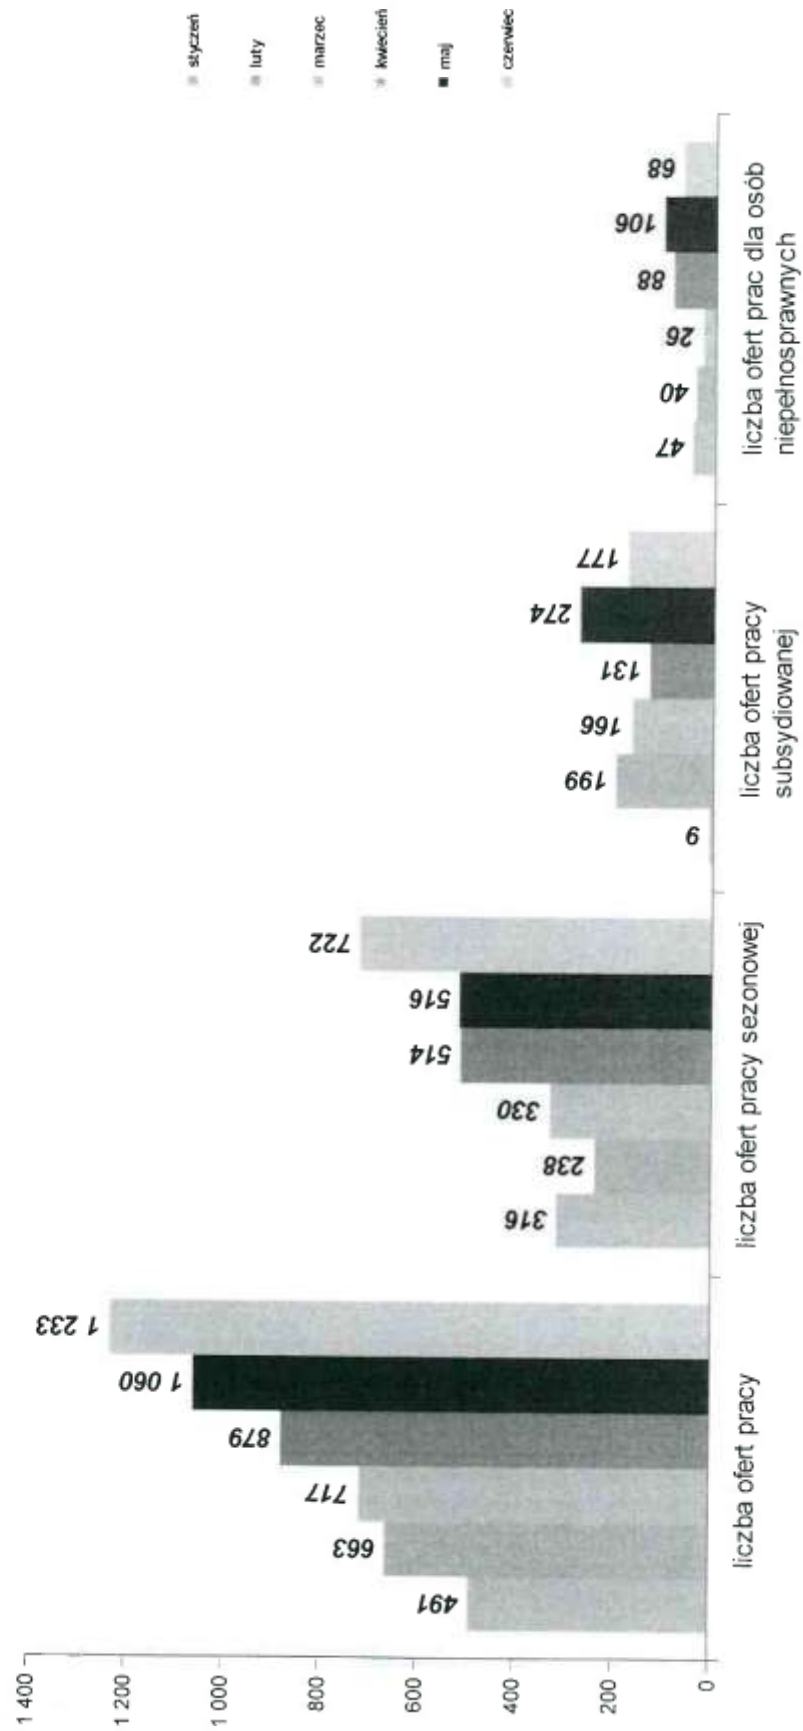 1 400
1 200
1 000
800
600
400
200
0
491
663
717
879
1 060
1 233
liczba ofert pracy
316
238
330
514
516
722
liczba ofert pracy sezonowej
9
199
166
131
274
177
liczba ofert pracy
subsydiowanej
47
40
26
88
106
68
liczba ofert prac dla osób
niepełnosprawnych
styczeń
luty
marzec
kwiecień
maj
czerwiec